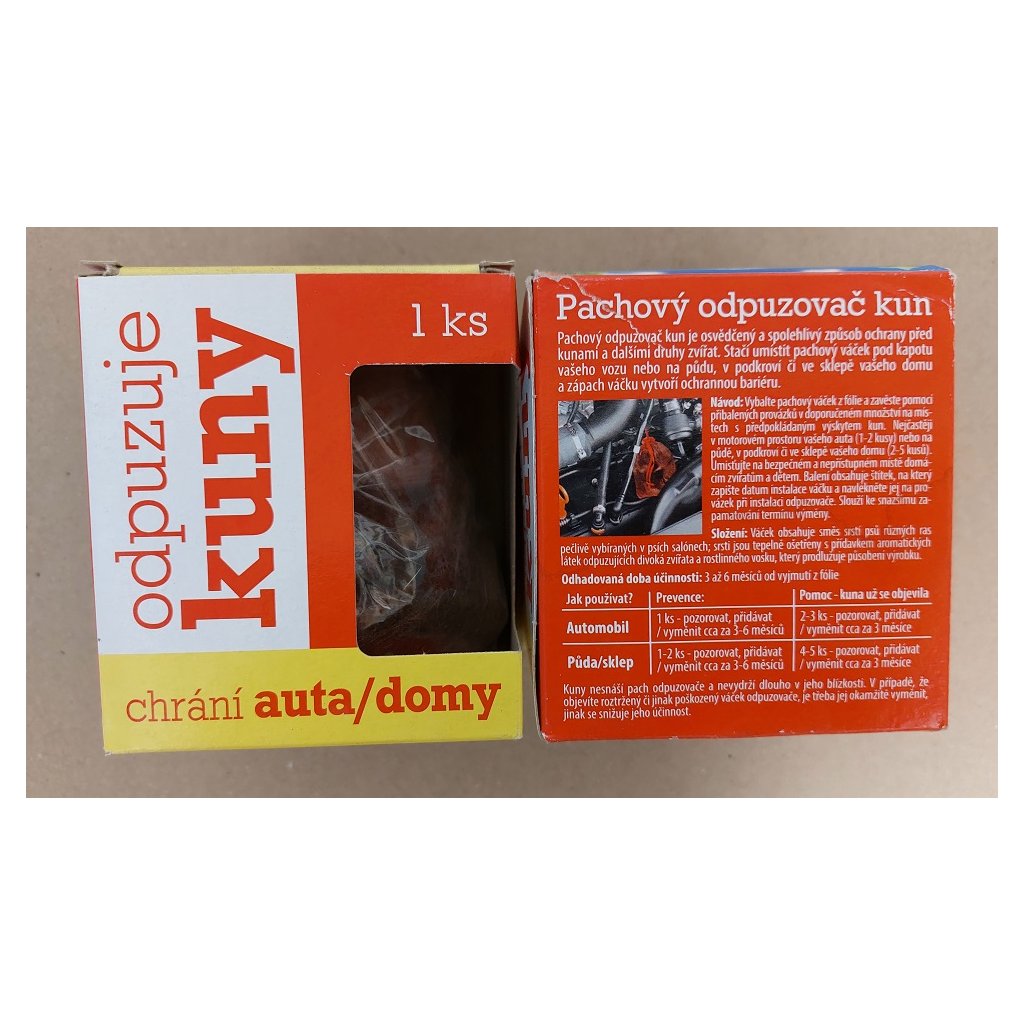 odpuzuje
kuny
1 ks
chrání auta/domy
Pachový odpuzovač kun
Pachový odpuzovač kun je osvědčený a spolehlivý způsob ochrany před
kunami a dalšími druhy zvířat. Stačí umístit pachový váček pod kapotu
vašeho vozu nebo na půdu, v podkroví či ve sklepě vašeho domu
a zápach váčku vytvoří ochrannou bariéru.
Návod: Vybalte pachový váček z fólie a zavěste pomocí
přibalených provázků v doporučeném množství na mís-
tech s předpokládaným výskytem kun. Nejčastěji
v motorovém prostoru vašeho auta (1-2 kusy) nebo na
půdě, v podkroví či ve sklepě vašeho domu (2-5 kusů).
Umisťujte na bezpečném a nepřístupném místě domá-
cím zvířatům a dětem. Balení obsahuje štítek, na který
zapište datum instalace váčku a navlékněte jej na pro-
vázek při instalaci odpuzovače. Slouží ke snazšímu za-
pamatování termínu výměny.
Složení: Váček obsahuje směs srstí psů různých ras
pečlivě vybíraných v psích salónech; srsti jsou tepelně ošetřeny s přídavkem aromatických
látek odpuzujících divoká zvířata a rostlinného vosku, který prodlužuje působení výrobku.
Odhadovaná doba účinnosti: 3 až 6 měsíců od vyjmutí z fólie
Jak používat? Prevence: Pomoc - kuna už se objevila
Automobil 1 ks - pozorovat, přidávat / vyměnit cca za 3-6 měsíců 2-3 ks - pozorovat, přidávat / vyměnit cca za 3 měsíce
Půda/sklep 1-2 ks - pozorovat, přidávat / vyměnit cca za 3-6 měsíců 4-5 ks - pozorovat, přidávat / vyměnit cca za 3 měsíce
Kuny nesnáší pach odpuzovače a nevydrží dlouho v jeho blízkosti. V případě, že
objevíte roztržený či jinak poškozený váček odpuzovače, je třeba jej okamžitě vyměnit,
jinak se snižuje jeho účinnost.